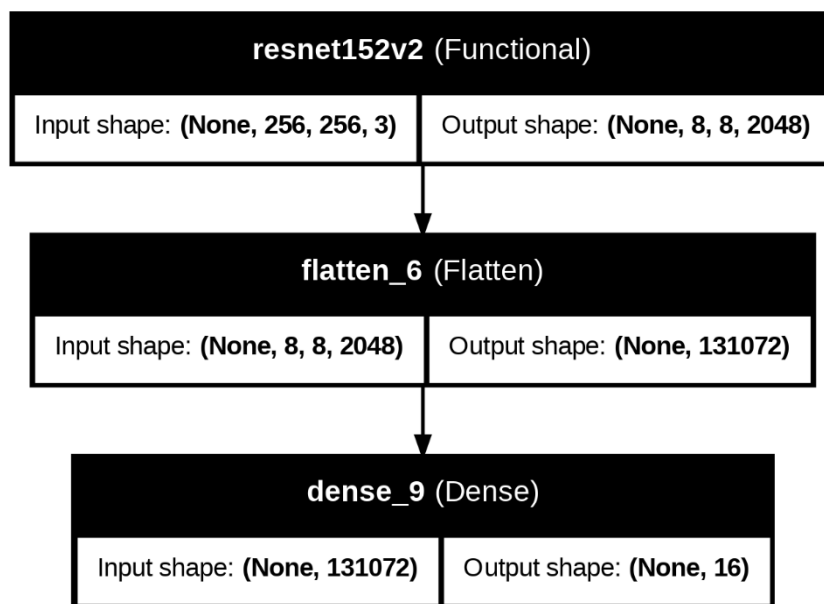 resnet152v2 (Functional)
Input shape: (None, 256, 256, 3) Output shape: (None, 8, 8, 2048)
flatten_6 (Flatten)
Input shape: (None, 8, 8, 2048) Output shape: (None, 131072)
dense_9 (Dense)
Input shape: (None, 131072) Output shape: (None, 16)